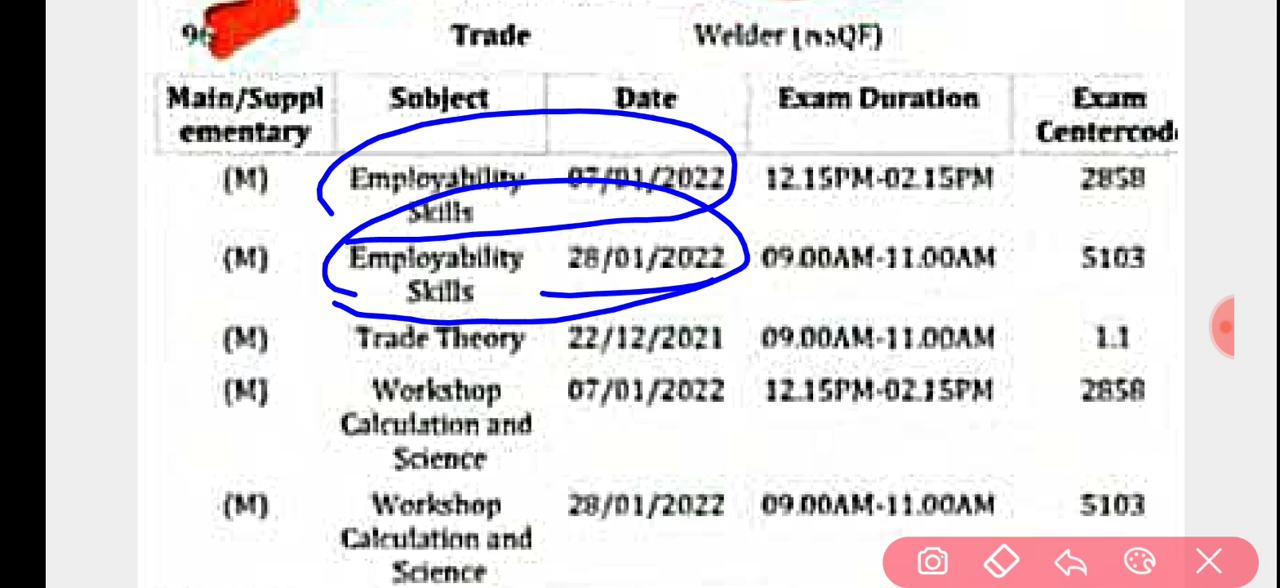 Trade Welder
Main/Suppl Subject Date Exam Duration Exam
ementary Centercod
(M) Employability 07/01/2022 12.15PM-02.15PM 2858
Skills
(M) Employability 28/01/2022 09.00AM-11.00AM 5103
Skills
(M) Trade Theory 22/12/2021 09.00AM-11.00AM 1.1
(M) Workshop 07/01/2022 12.15PM-02.15PM 2858
Calculation and
Science
(M) Workshop 28/01/2022 09.00AM-11.00AM 5103
Calculation and
Science